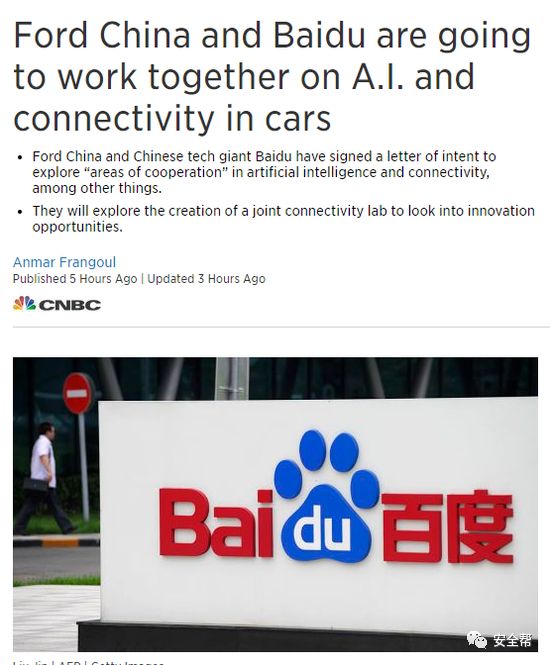 Ford China and Baidu are going
to work together on A.I. and
connectivity in cars
• Ford China and Chinese tech giant Baidu have signed a letter of intent to
explore “areas of cooperation” in artificial intelligence and connectivity,
among other things.
• They will explore the creation of a joint connectivity lab to look into innovation
opportunities.
Anmar Frangoul
Published 5 Hours Ago | Updated 3 Hours Ago
CNBC
Bai du 百度
安全帮
Liu Jin | AFP | Getty Images